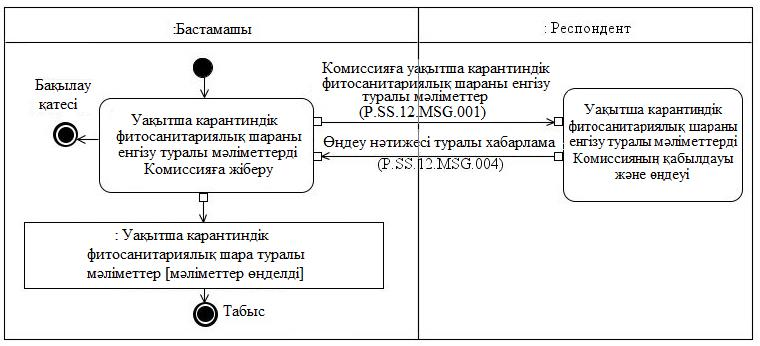 :Бастамашы
: Респондент
Бақылау
қатесі
Уақытша карантиндік
фитосанитариялық шараны
енгізу туралы мәліметтерді
Комиссияға жіберу
Комиссияға уақытша карантиндік
фитосанитариялық шараны енгізу
туралы мәліметтер
(P.SS.12.MSG.001)
Өңдеу нәтижесі туралы хабарлама
(P.SS.12.MSG.004)
Уақытша карантиндік
фитосанитариялық шараны
енгізу туралы мәліметтерді
Комиссияның қабылдауы
және өңдеуі
: Уақытша карантиндік
фитосанитариялық шара туралы
мәліметтер [мәліметтер өңделді]
Табыс